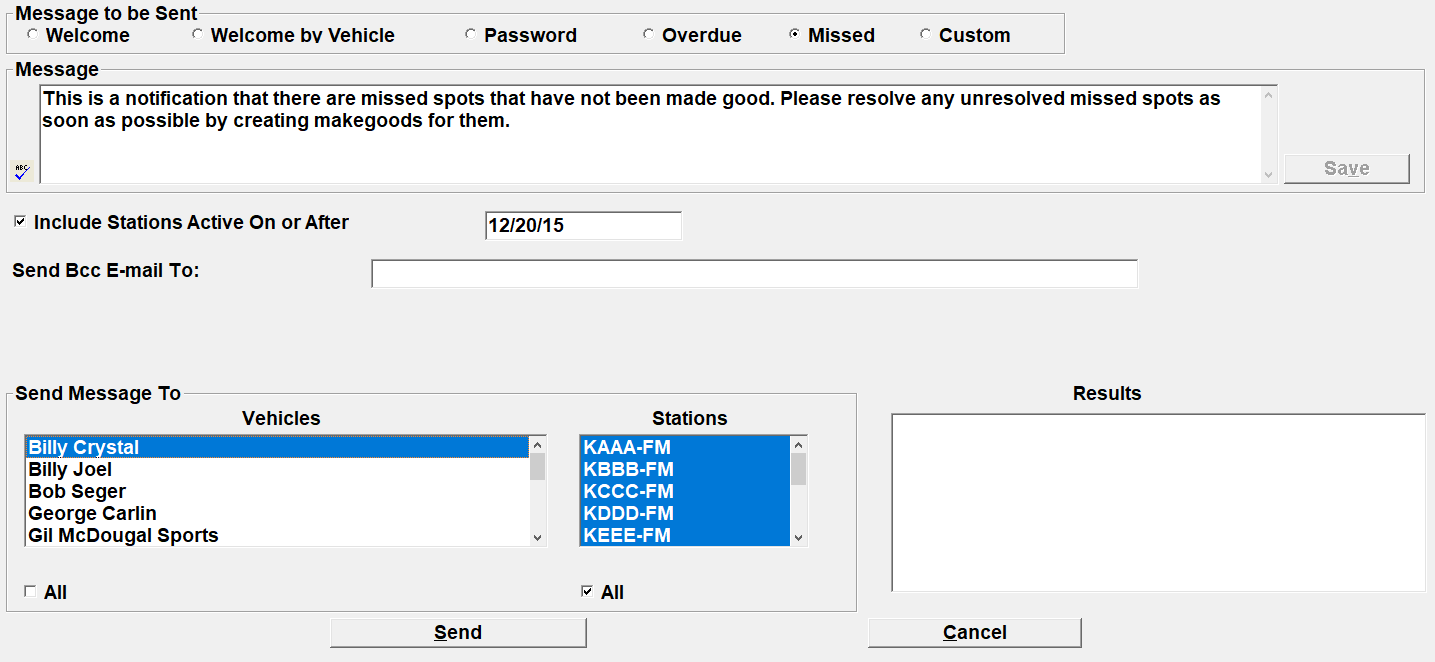 Message to be Sent
Welcome Welcome by Vehicle Password Overdue Missed Custom
Message
This is a notification that there are missed spots that have not been made good. Please resolve any unresolved missed spots as
soon as possible by creating makegoods for them.
ABC
Save
Include Stations Active On or After 12/20/15
Send Bcc E-mail To:
Send Message To
Results
Vehicles Stations
Billy Crystal KAAA-FM
Billy Joel KBBB-FM
Bob Seger KCCC-FM
George Carlin KDDD-FM
Gil McDougal Sports KEEE-FM
All All
Send Cancel